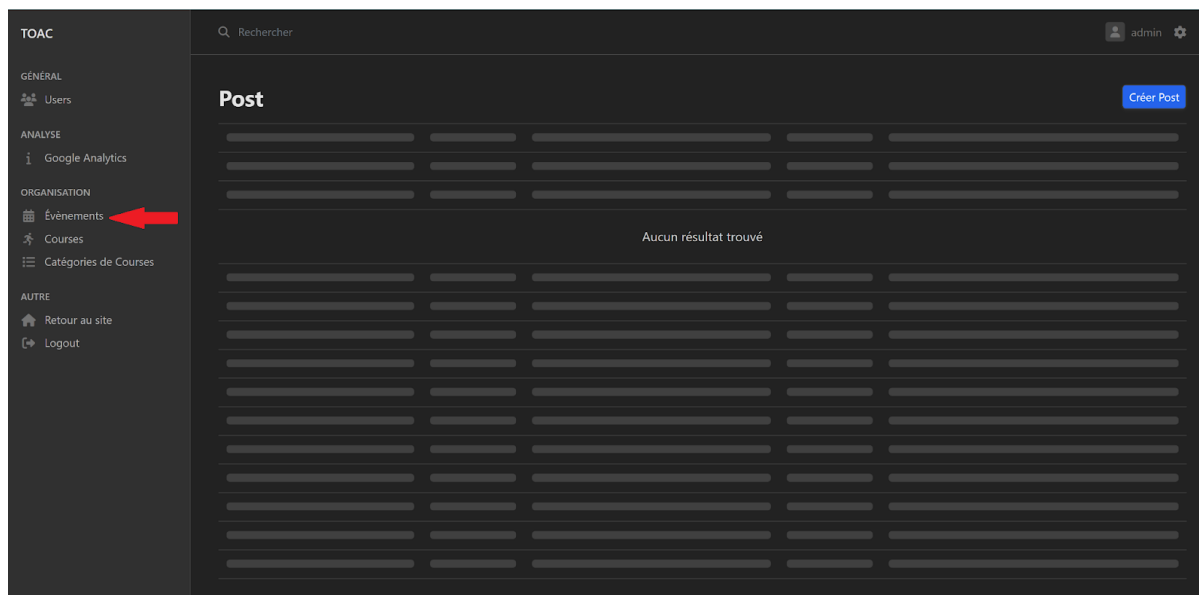 TOAC
Rechercher
admin
GÉNÉRAL
Users
ANALYSE
Google Analytics
ORGANISATION
Évènements
Courses
Catégories de Courses
AUTRE
Retour au site
Logout
Post
Créer Post
Aucun résultat trouvé